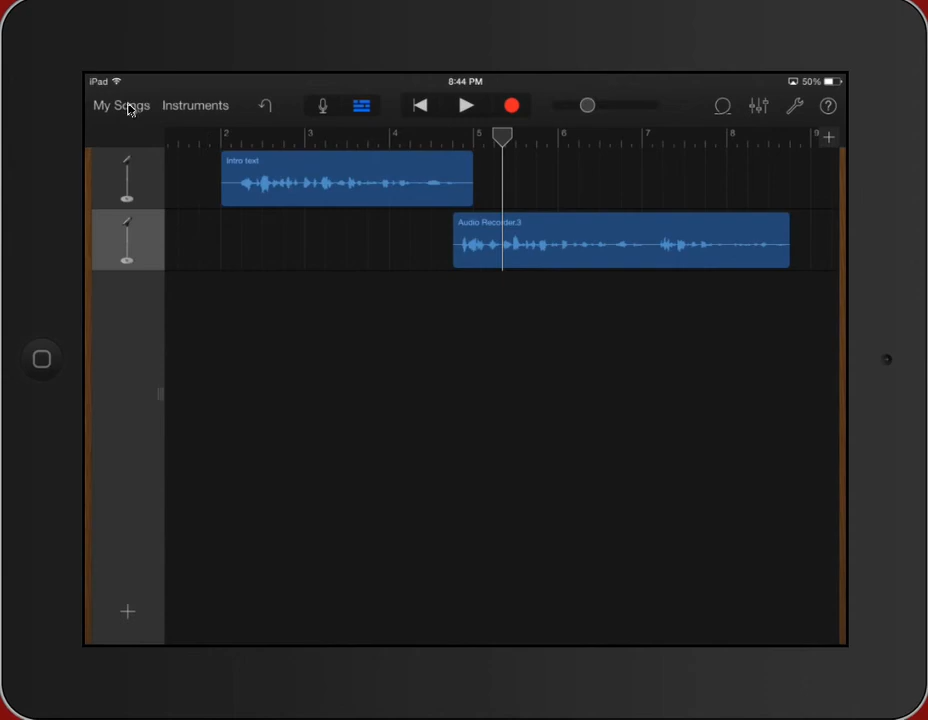 iPad 8:44 PM 50%
My Songs Instruments ?
2 3 4 5 6 7 8 9 +
Intro text
Audio Recorder.3
+